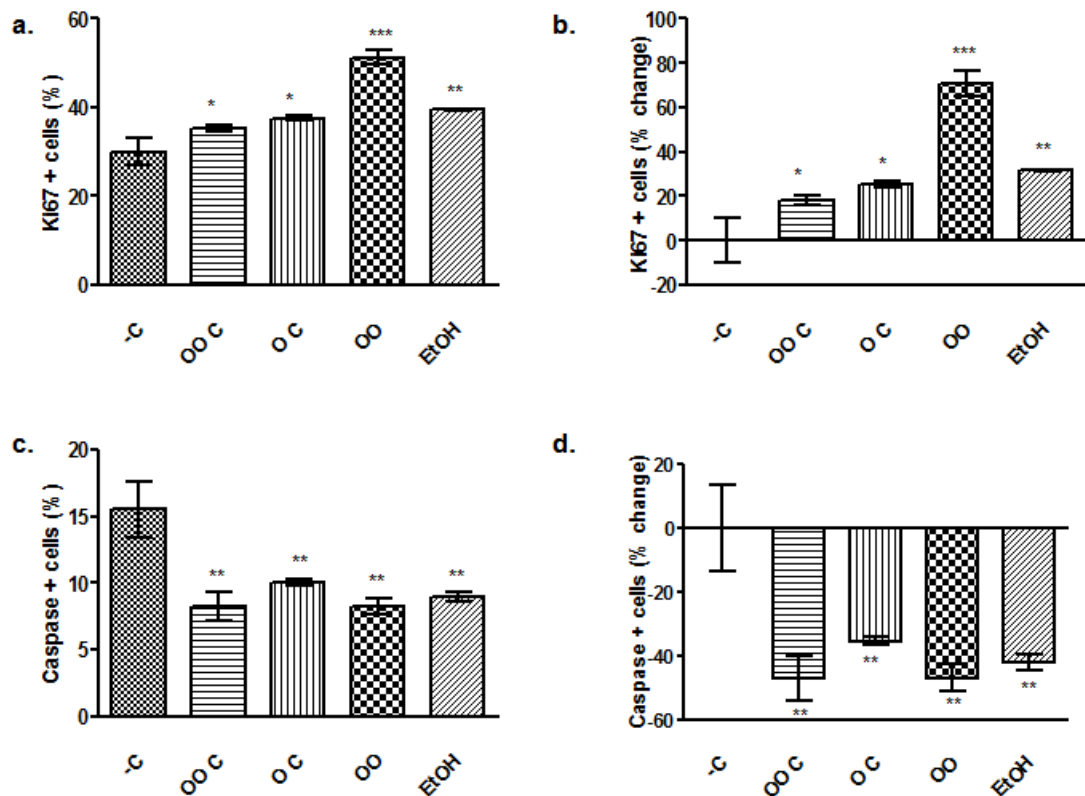 a.
KI67 + cells (%)
60
40
20
0
*
*
***
**
-C
OO C
O C
OO
EtOH
b.
KI67 + cells (% change)
100
80
60
40
20
0
-20
*
*
***
**
-C
OO C
O C
OO
EtOH
c.
Caspase + cells (%)
20
15
10
5
0
**
**
**
**
-C
OO C
O C
OO
EtOH
d.
Caspase + cells (% change)
20
0
-20
-40
-60
**
**
**
**
-C
OO C
O C
OO
EtOH